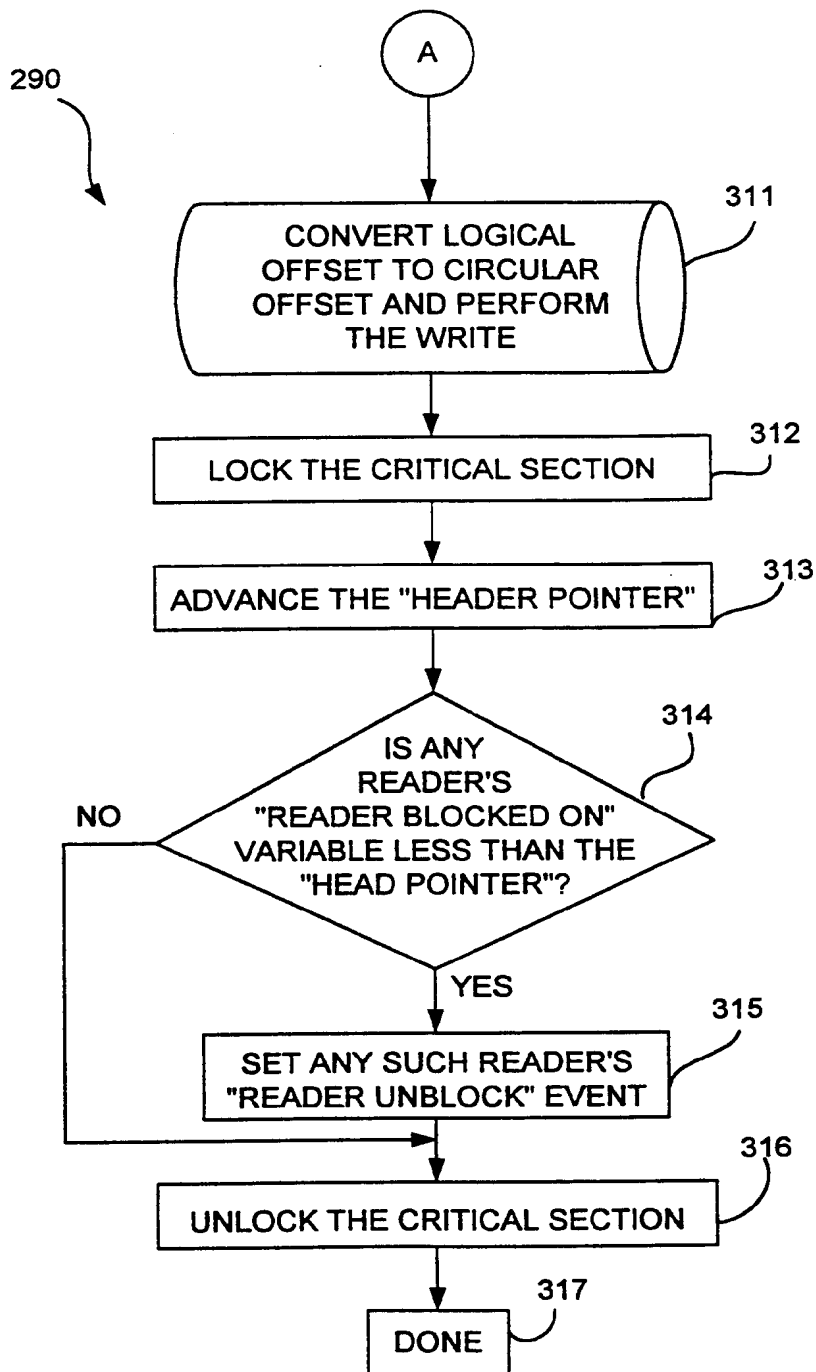 A
290
311
CONVERT LOGICAL
OFFSET TO CIRCULAR
OFFSET AND PERFORM
THE WRITE
312
LOCK THE CRITICAL SECTION
313
ADVANCE THE "HEADER POINTER"
314
IS ANY
READER'S
"READER BLOCKED ON"
VARIABLE LESS THAN THE
"HEAD POINTER"?
NO
YES
315
SET ANY SUCH READER'S
"READER UNBLOCK" EVENT
316
UNLOCK THE CRITICAL SECTION
317
DONE